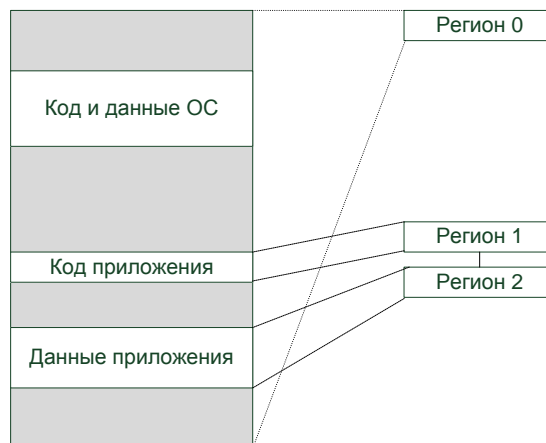 Регион 0
Код и данные ОС
Регион 1
Код приложения
Регион 2
Данные приложения